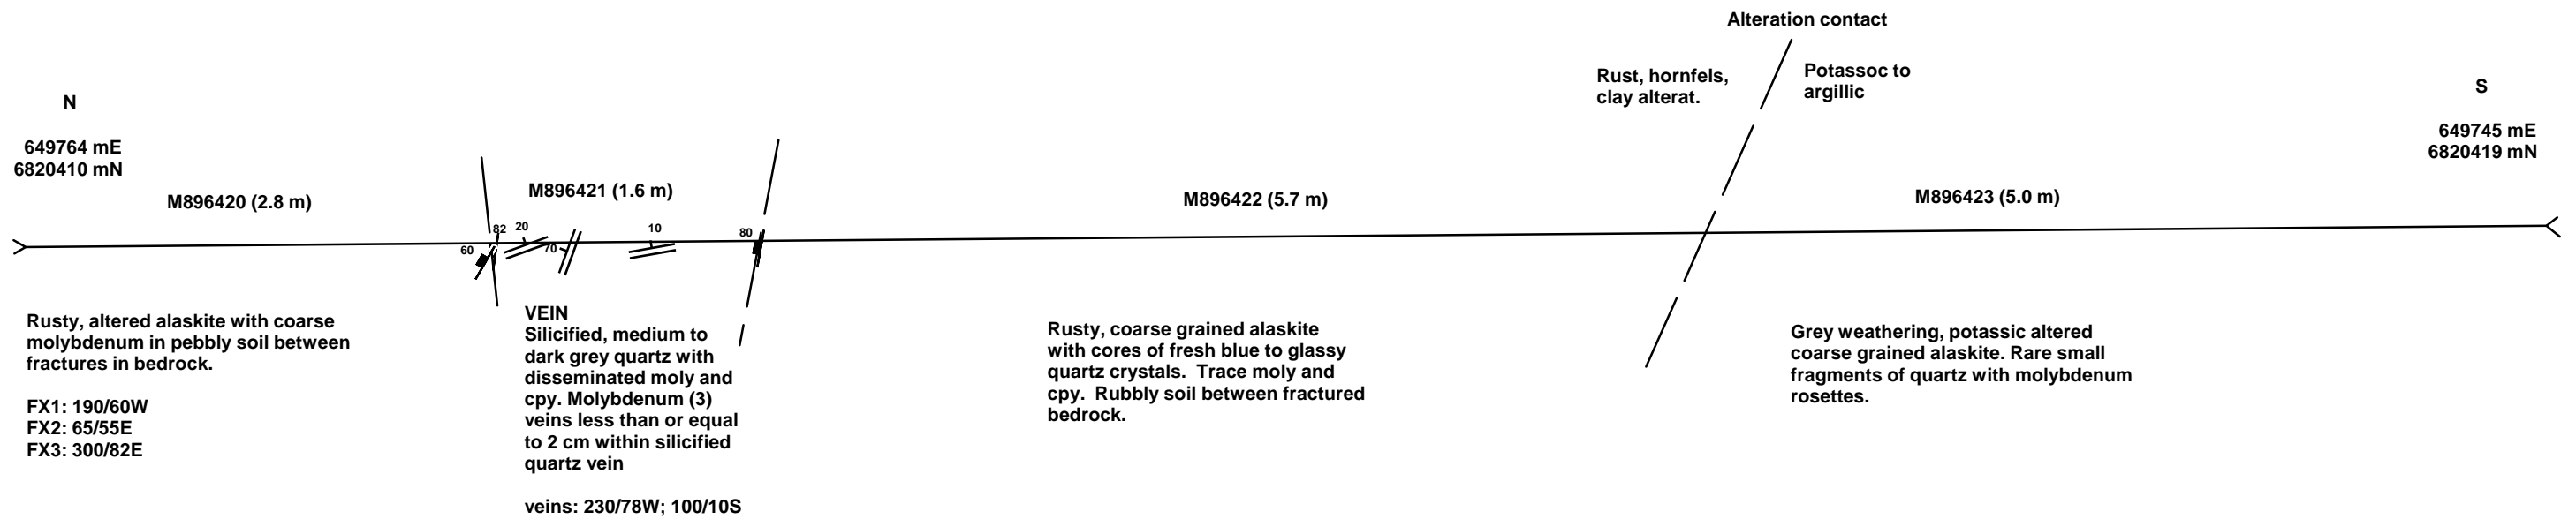 Alteration contact
Rust, hornfels,
clay alterat.
Potassoc to
argillic
N
S
649764 mE
6820410 mN
649745 mE
6820419 mN
M896420 (2.8 m)
M896421 (1.6 m)
M896422 (5.7 m)
M896423 (5.0 m)
60
82
20
70
10
80
Rusty, altered alaskite with coarse
molybdenum in pebbly soil between
fractures in bedrock.
FX1: 190/60W
FX2: 65/55E
FX3: 300/82E
VEIN
Silicified, medium to
dark grey quartz with
disseminated moly and
cpy. Molybdenum (3)
veins less than or equal
to 2 cm within silicified
quartz vein
veins: 230/78W; 100/10S
Rusty, coarse grained alaskite
with cores of fresh blue to glassy
quartz crystals. Trace moly and
cpy. Rubbly soil between fractured
bedrock.
Grey weathering, potassic altered
coarse grained alaskite. Rare small
fragments of quartz with molybdenum
rosettes.